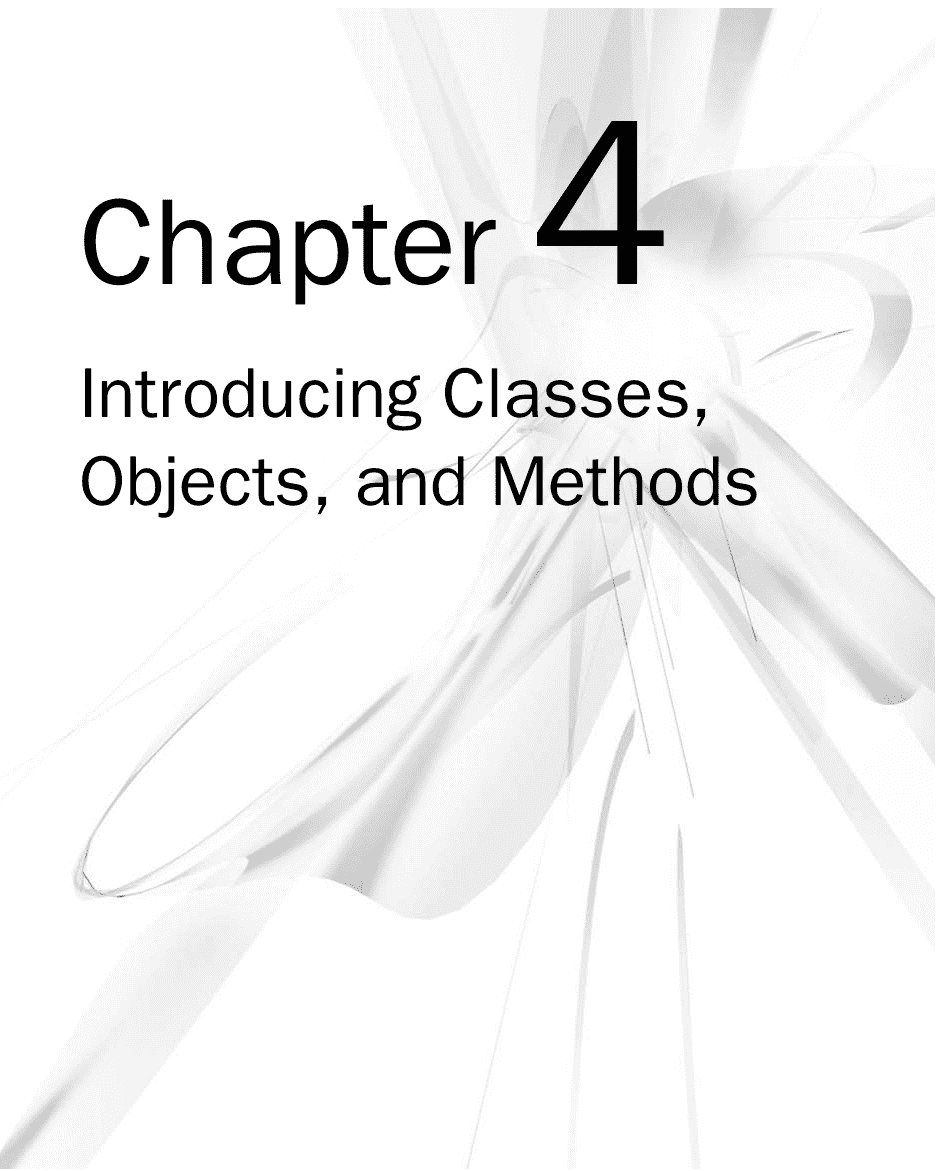 Chapter 4
Introducing Classes,
Objects, and Methods